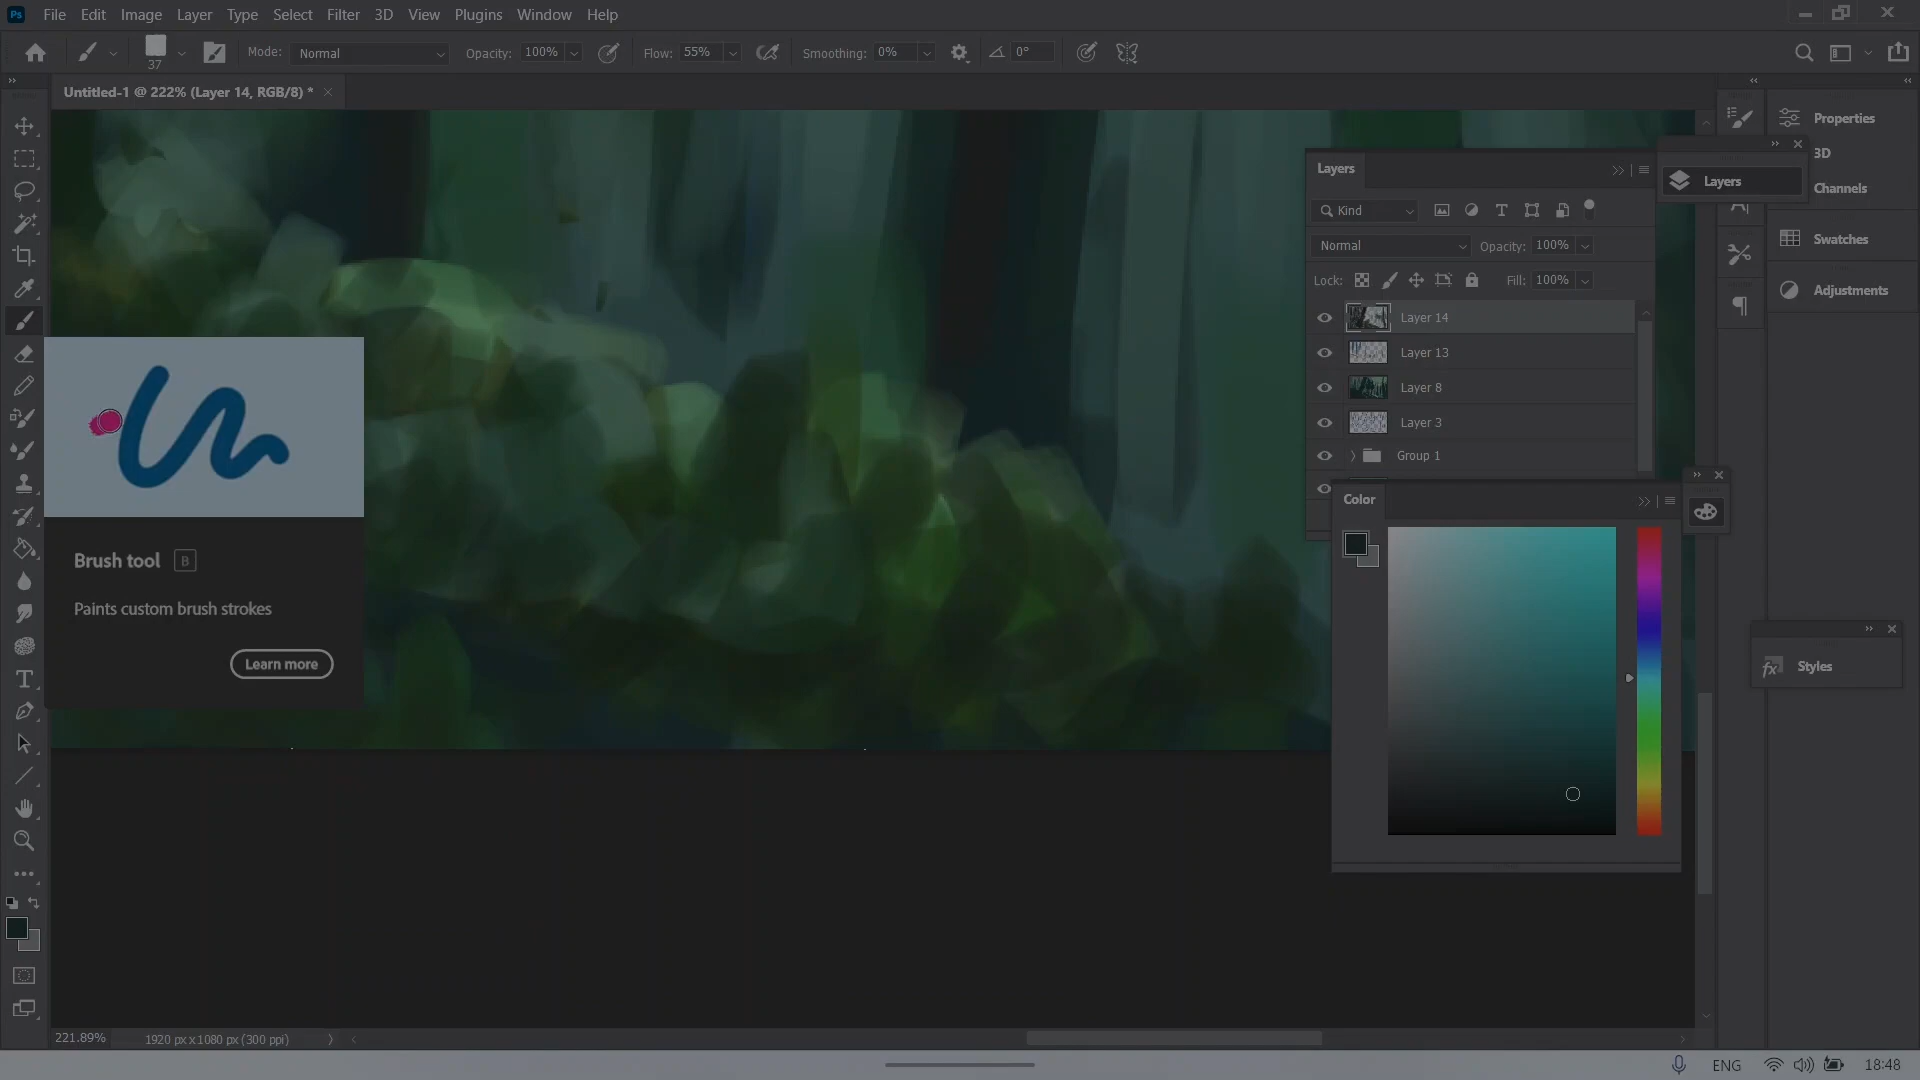 Ps File Edit Image Layer Type Select Filter 3D View Plugins Window Help
37 Mode: Normal Opacity: 100% Flow: 55% Smoothing: 0% 0°
Untitled-1 @ 222% (Layer 14, RGB/8) *
Properties
3D
Channels
Swatches
Adjustments
Layers
Layers
Kind
Normal Opacity: 100%
Lock: Fill: 100%
Layer 14
Layer 13
Layer 8
Layer 3
Group 1
Color
fx Styles
Brush tool B
Paints custom brush strokes
Learn more
221.89% 1920 px x 1080 px (300 ppi)
ENG 18:48